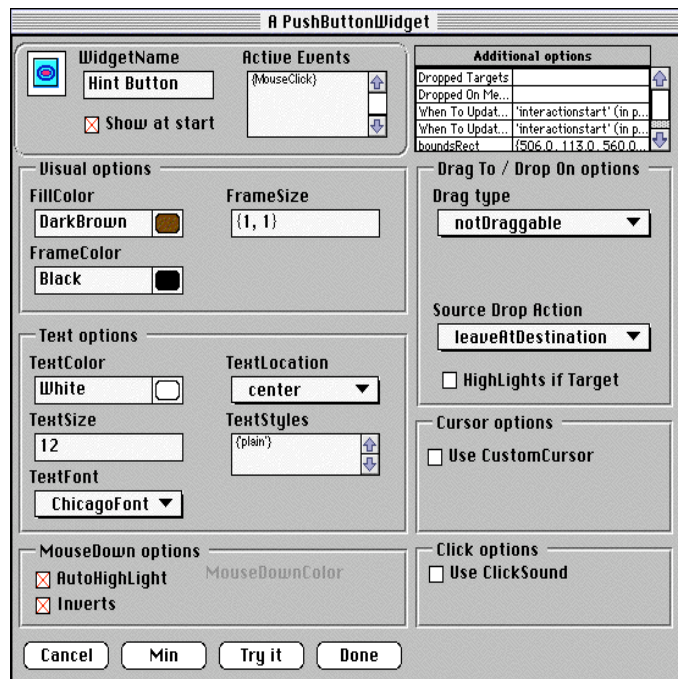 A PushButtonWidget
WidgetName
Hint Button
Show at start
Active Events
{MouseClick}
Additional options
Dropped Targets
Dropped On Me...
When To Updat... 'interactionstart' (in p...
When To Updat... 'interactionstart' (in p...
boundsRect {506.0, 113.0, 560.0...
Visual options
FillColor
DarkBrown
FrameSize
{1, 1}
FrameColor
Black
Drag To / Drop On options
Drag type
notDraggable
Source Drop Action
leaveAtDestination
HighLights if Target
Text options
TextColor
White
TextLocation
center
TextSize
12
TextStyles
{'plain'}
TextFont
ChicagoFont
Cursor options
Use CustomCursor
MouseDown options
AutoHighLight
MouseDownColor
Inverts
Click options
Use ClickSound
Cancel
Min
Try it
Done